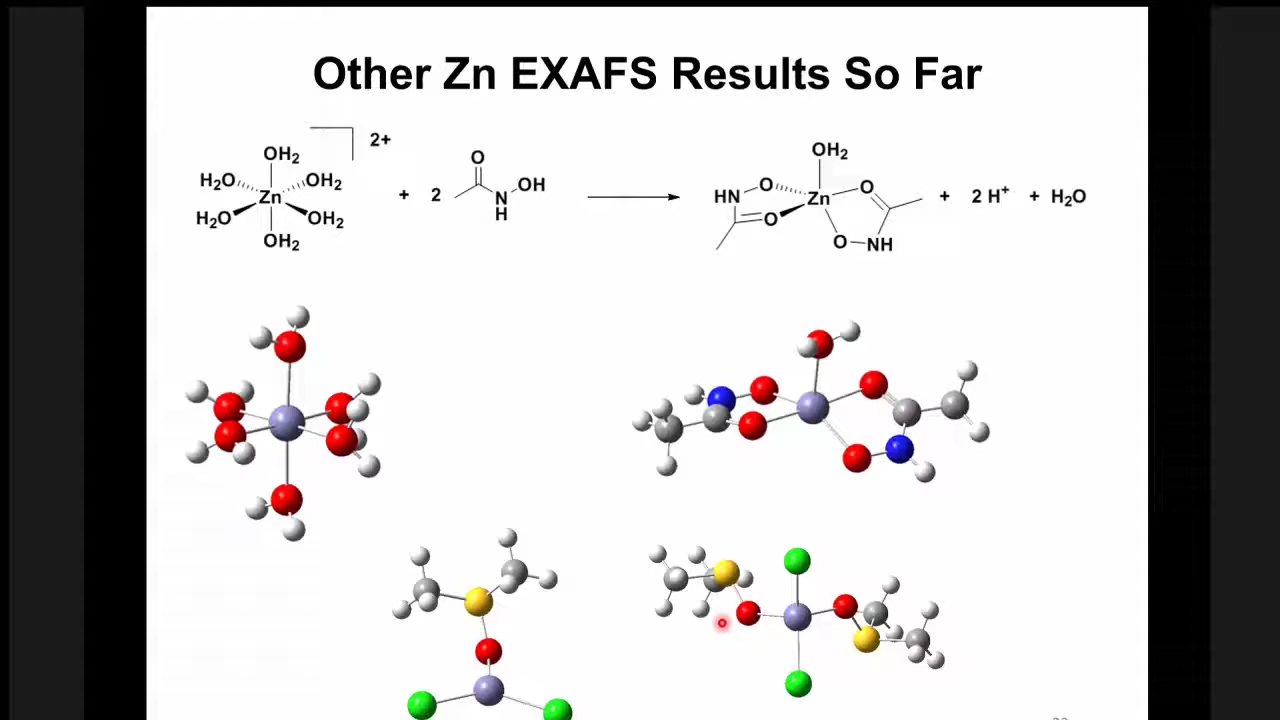 Other Zn EXAFS Results So Far
2+
OH2
H2O OH2
Zn
H2O OH2
OH2
+ 2
O
OH
N
H
OH2
O O
HN Zn
O
O NH
+ 2 H+ + H2O